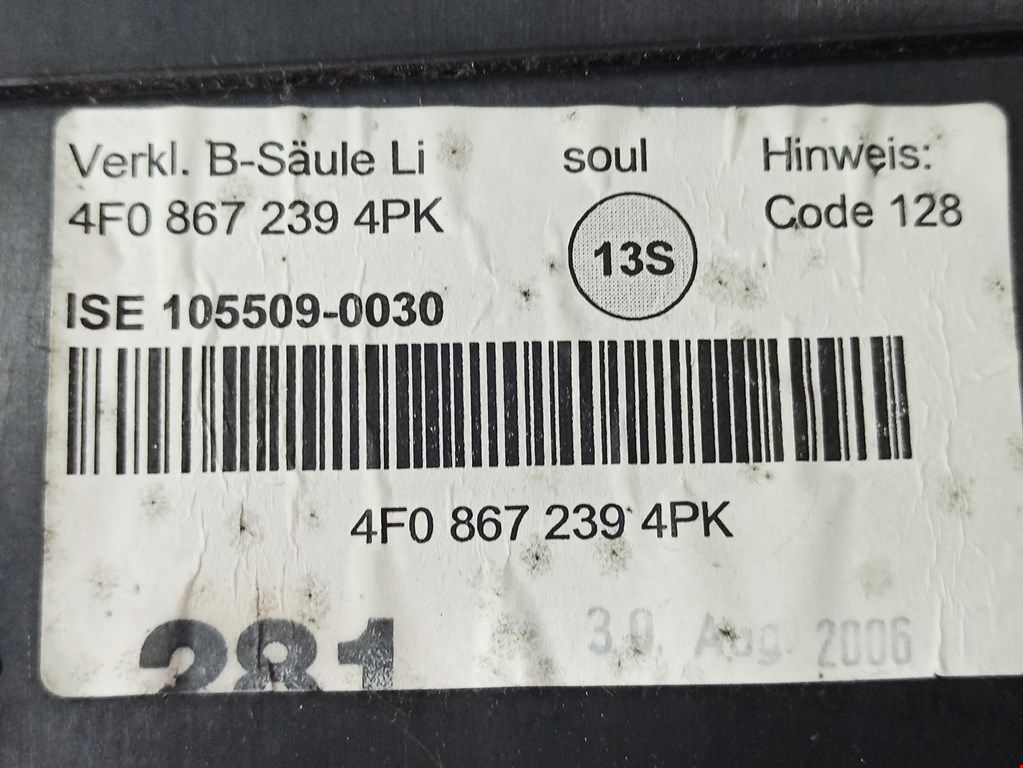 Verkl. B-Säule Li
soul
Hinweis:
4F0 867 239 4PK
Code 128
13S
ISE 105509-0030
4F0 867 239 4PK
281
30. Aug. 2006